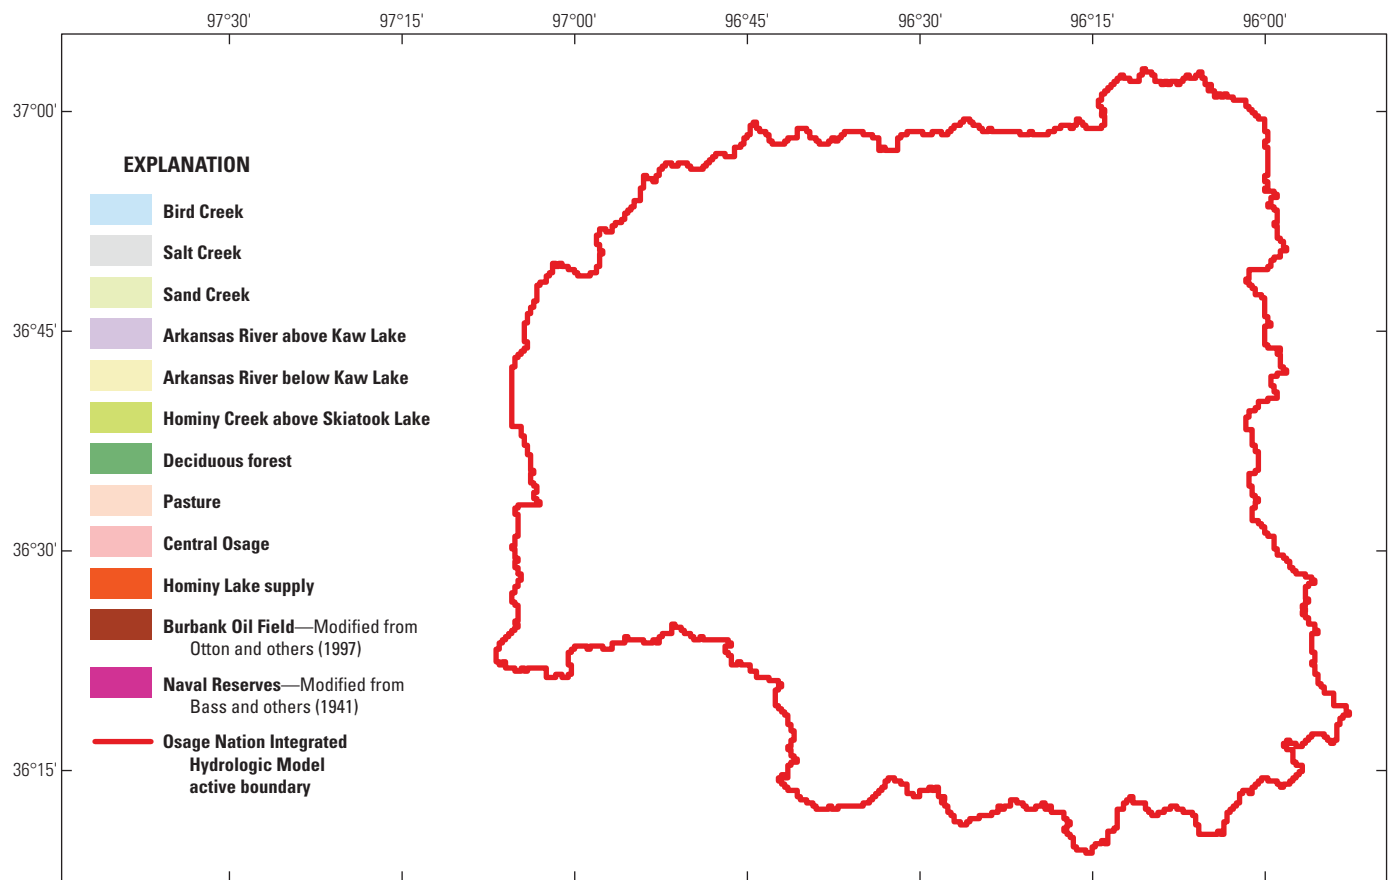 97°30' 97°15' 97°00' 96°45' 96°30' 96°15' 96°00'
37°00'
36°45'
36°30'
36°15'
EXPLANATION
Bird Creek
Salt Creek
Sand Creek
Arkansas River above Kaw Lake
Arkansas River below Kaw Lake
Hominy Creek above Skiatook Lake
Deciduous forest
Pasture
Central Osage
Hominy Lake supply
Burbank Oil Field—Modified from
Otton and others (1997)
Naval Reserves—Modified from
Bass and others (1941)
Osage Nation Integrated
Hydrologic Model
active boundary